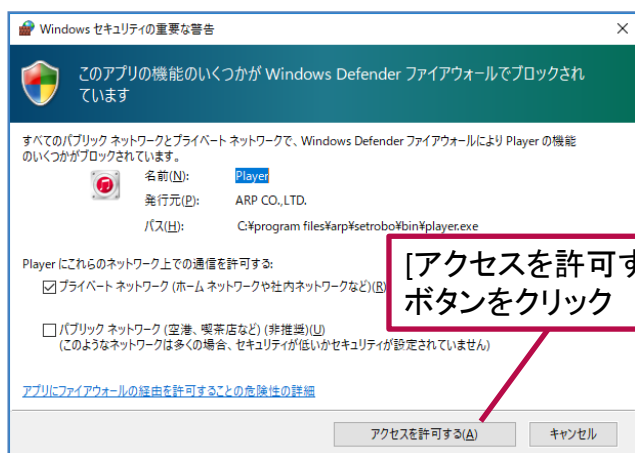 Windows セキュリティの重要な警告
このアプリの機能のいくつかが Windows Defender ファイアウォールでブロックされ
ています
すべてのパブリック ネットワークとプライベート ネットワークで、Windows Defender ファイアウォールにより Player の機能
のいくつかがブロックされています。
名前(N): Player
発行元(P): ARP CO.,LTD.
パス(H): C:¥program files¥arp¥setrobo¥bin¥player.exe
Player にこれらのネットワーク上での通信を許可する:
プライベート ネットワーク (ホーム ネットワークや社内ネットワークなど)(R)
[アクセスを許可す
ボタンをクリック
パブリック ネットワーク (空港、喫茶店など) (非推奨)(U)
(このようなネットワークは多くの場合、セキュリティが低いかセキュリティが設定されていません)
アプリにファイアウォールの経由を許可することの危険性の詳細
アクセスを許可する(A) キャンセル